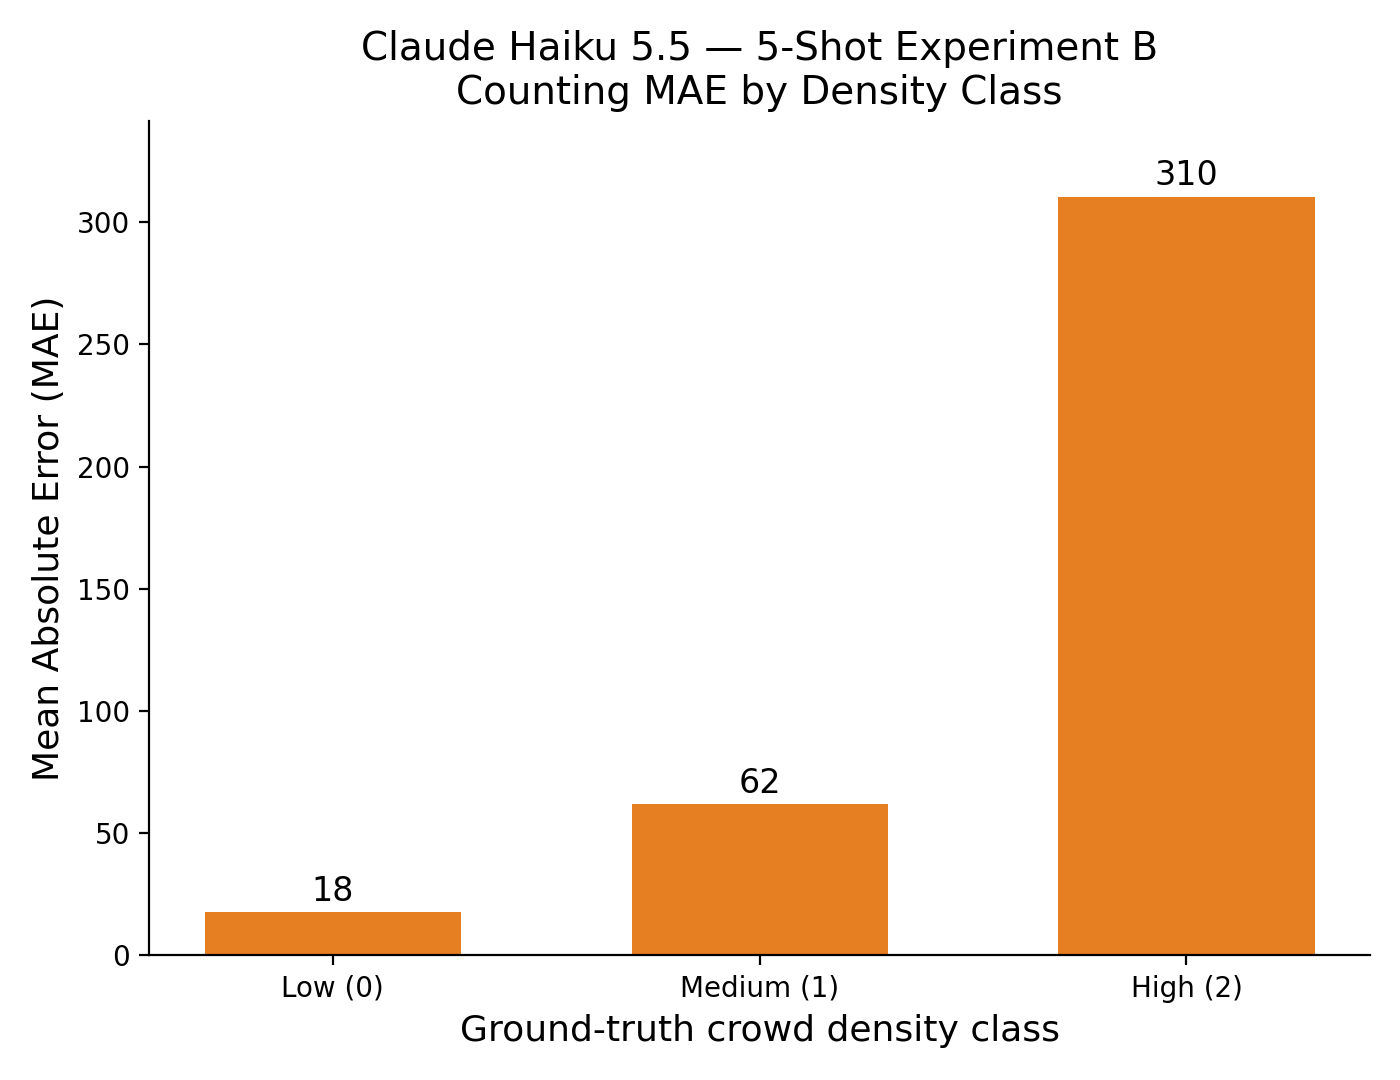 Claude Haiku 5.5 — 5-Shot Experiment B
Counting MAE by Density Class
Mean Absolute Error (MAE)
300
250
200
150
100
50
0
18
62
310
Low (0)
Medium (1)
High (2)
Ground-truth crowd density class